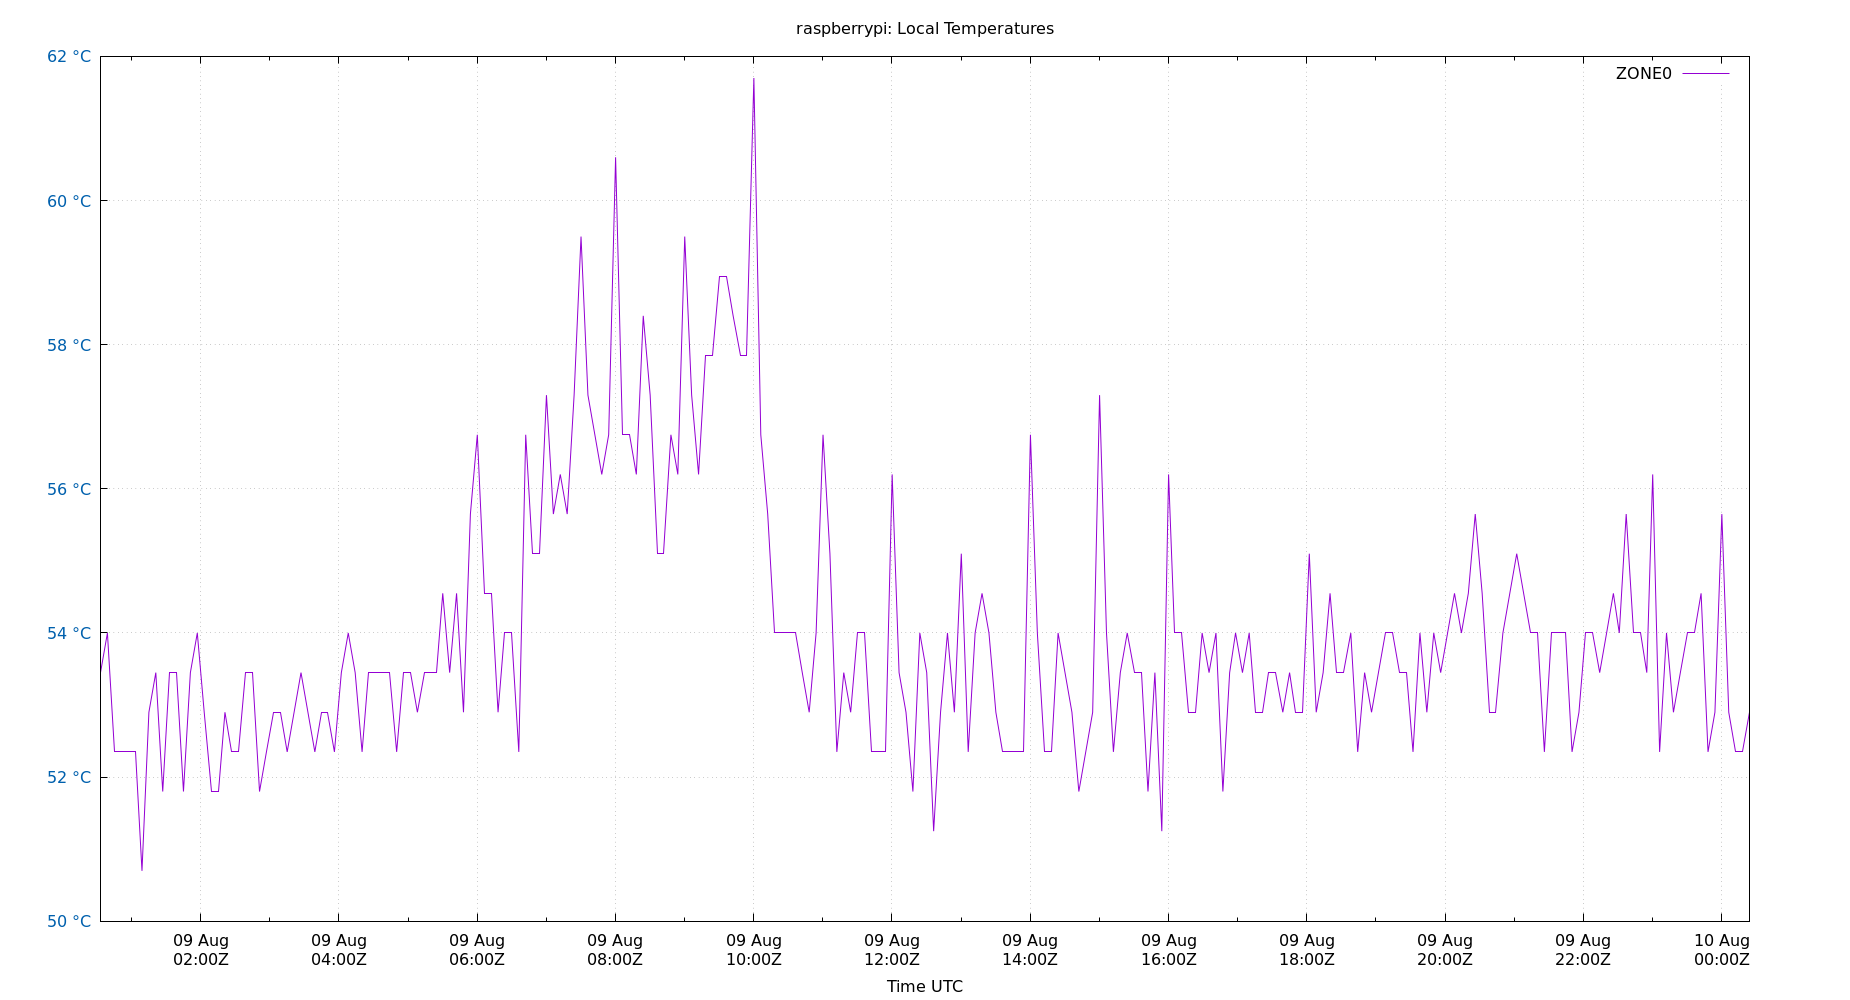 raspberrypi: Local Temperatures
62 °C
ZONE0
60 °C
58 °C
56 °C
54 °C
52 °C
50 °C
09 Aug 09 Aug 09 Aug 09 Aug 09 Aug 09 Aug 09 Aug 09 Aug 09 Aug 09 Aug 09 Aug 10 Aug
02:00Z 04:00Z 06:00Z 08:00Z 10:00Z 12:00Z 14:00Z 16:00Z 18:00Z 20:00Z 22:00Z 00:00Z
Time UTC